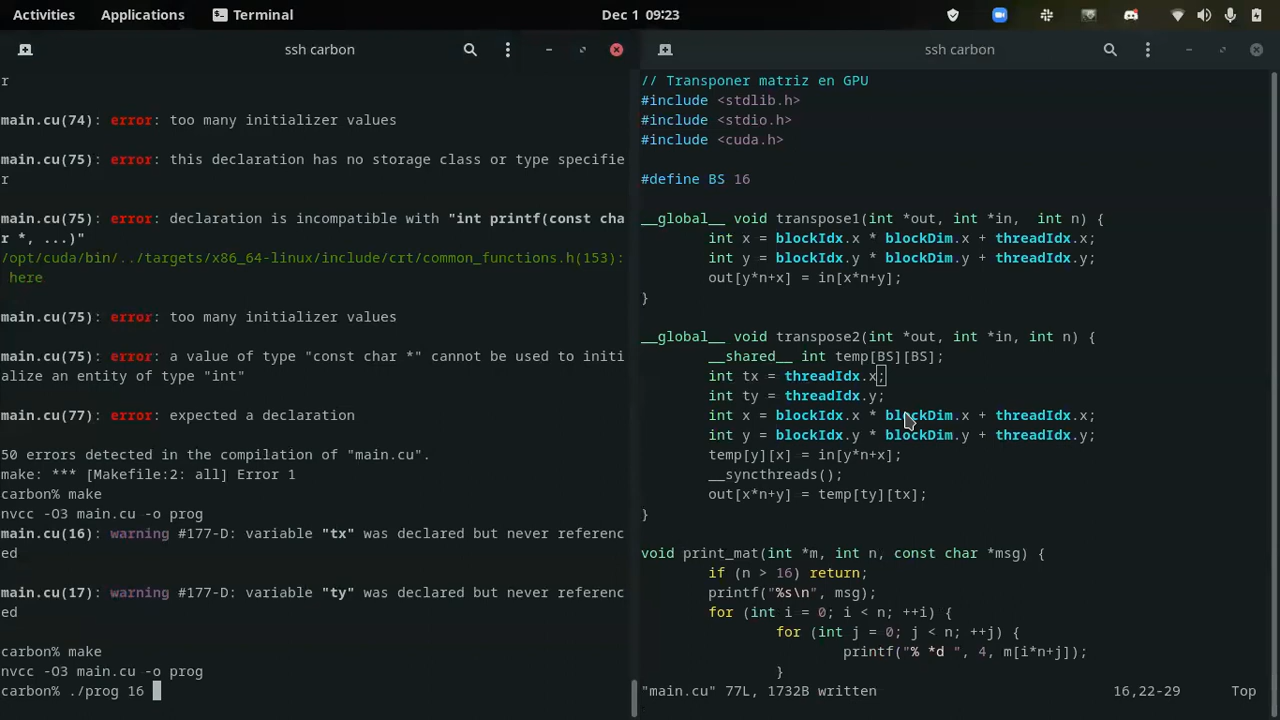 Activities Applications Terminal Dec 1 09:23
ssh carbon
r
main.cu(74): error: too many initializer values
main.cu(75): error: this declaration has no storage class or type specifie
r
main.cu(75): error: declaration is incompatible with "int printf(const cha
r *, ...)"
/opt/cuda/bin/../targets/x86_64-linux/include/crt/common_functions.h(153):
here
main.cu(75): error: too many initializer values
main.cu(75): error: a value of type "const char *" cannot be used to initi
alize an entity of type "int"
main.cu(77): error: expected a declaration
50 errors detected in the compilation of "main.cu".
make: *** [Makefile:2: all] Error 1
carbon% make
nvcc -O3 main.cu -o prog
main.cu(16): warning #177-D: variable "tx" was declared but never referenc
ed
main.cu(17): warning #177-D: variable "ty" was declared but never referenc
ed
carbon% make
nvcc -O3 main.cu -o prog
carbon% ./prog 16
ssh carbon
// Transponer matriz en GPU
#include <stdlib.h>
#include <stdio.h>
#include <cuda.h>
#define BS 16
__global__ void transpose1(int *out, int *in,  int n) {
int x = blockIdx.x * blockDim.x + threadIdx.x;
int y = blockIdx.y * blockDim.y + threadIdx.y;
out[y*n+x] = in[x*n+y];
}
__global__ void transpose2(int *out, int *in, int n) {
__shared__ int temp[BS][BS];
int tx = threadIdx.x;
int ty = threadIdx.y;
int x = blockIdx.x * blockDim.x + threadIdx.x;
int y = blockIdx.y * blockDim.y + threadIdx.y;
temp[y][x] = in[y*n+x];
__syncthreads();
out[x*n+y] = temp[ty][tx];
}
void print_mat(int *m, int n, const char *msg) {
if (n > 16) return;
printf("%s\n", msg);
for (int i = 0; i < n; ++i) {
for (int j = 0; j < n; ++j) {
printf("% *d ", 4, m[i*n+j]);
}
"main.cu" 77L, 1732B written 16,22-29 Top